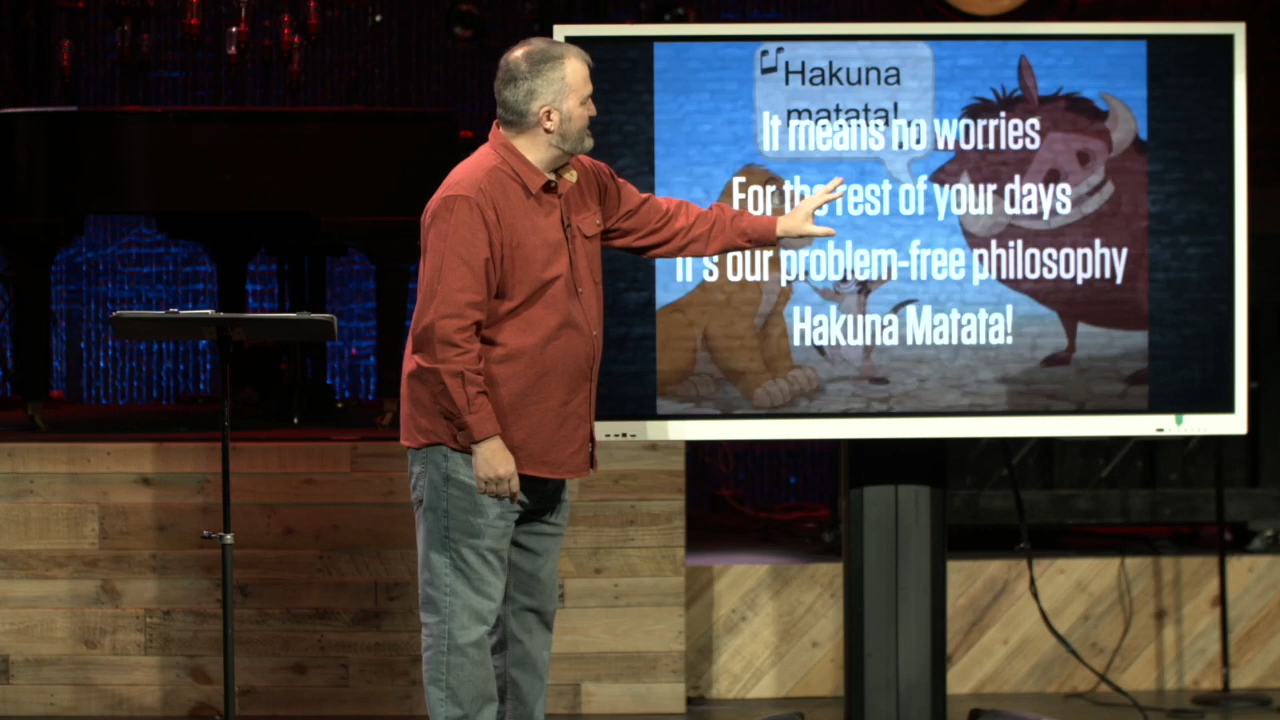 Hakuna
matata!
It means no worries
For the rest of your days
It's our problem-free philosophy
Hakuna Matata!